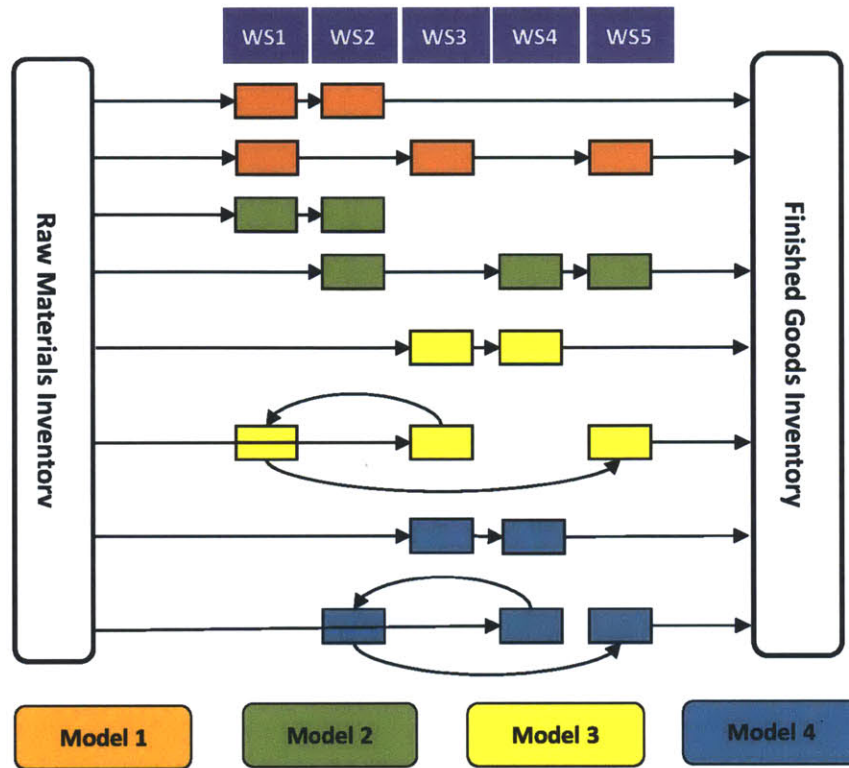 WS1 WS2 WS3 WS4 WS5
Raw Materials Inventory
Finished Goods Inventory
Model 1 Model 2 Model 3 Model 4